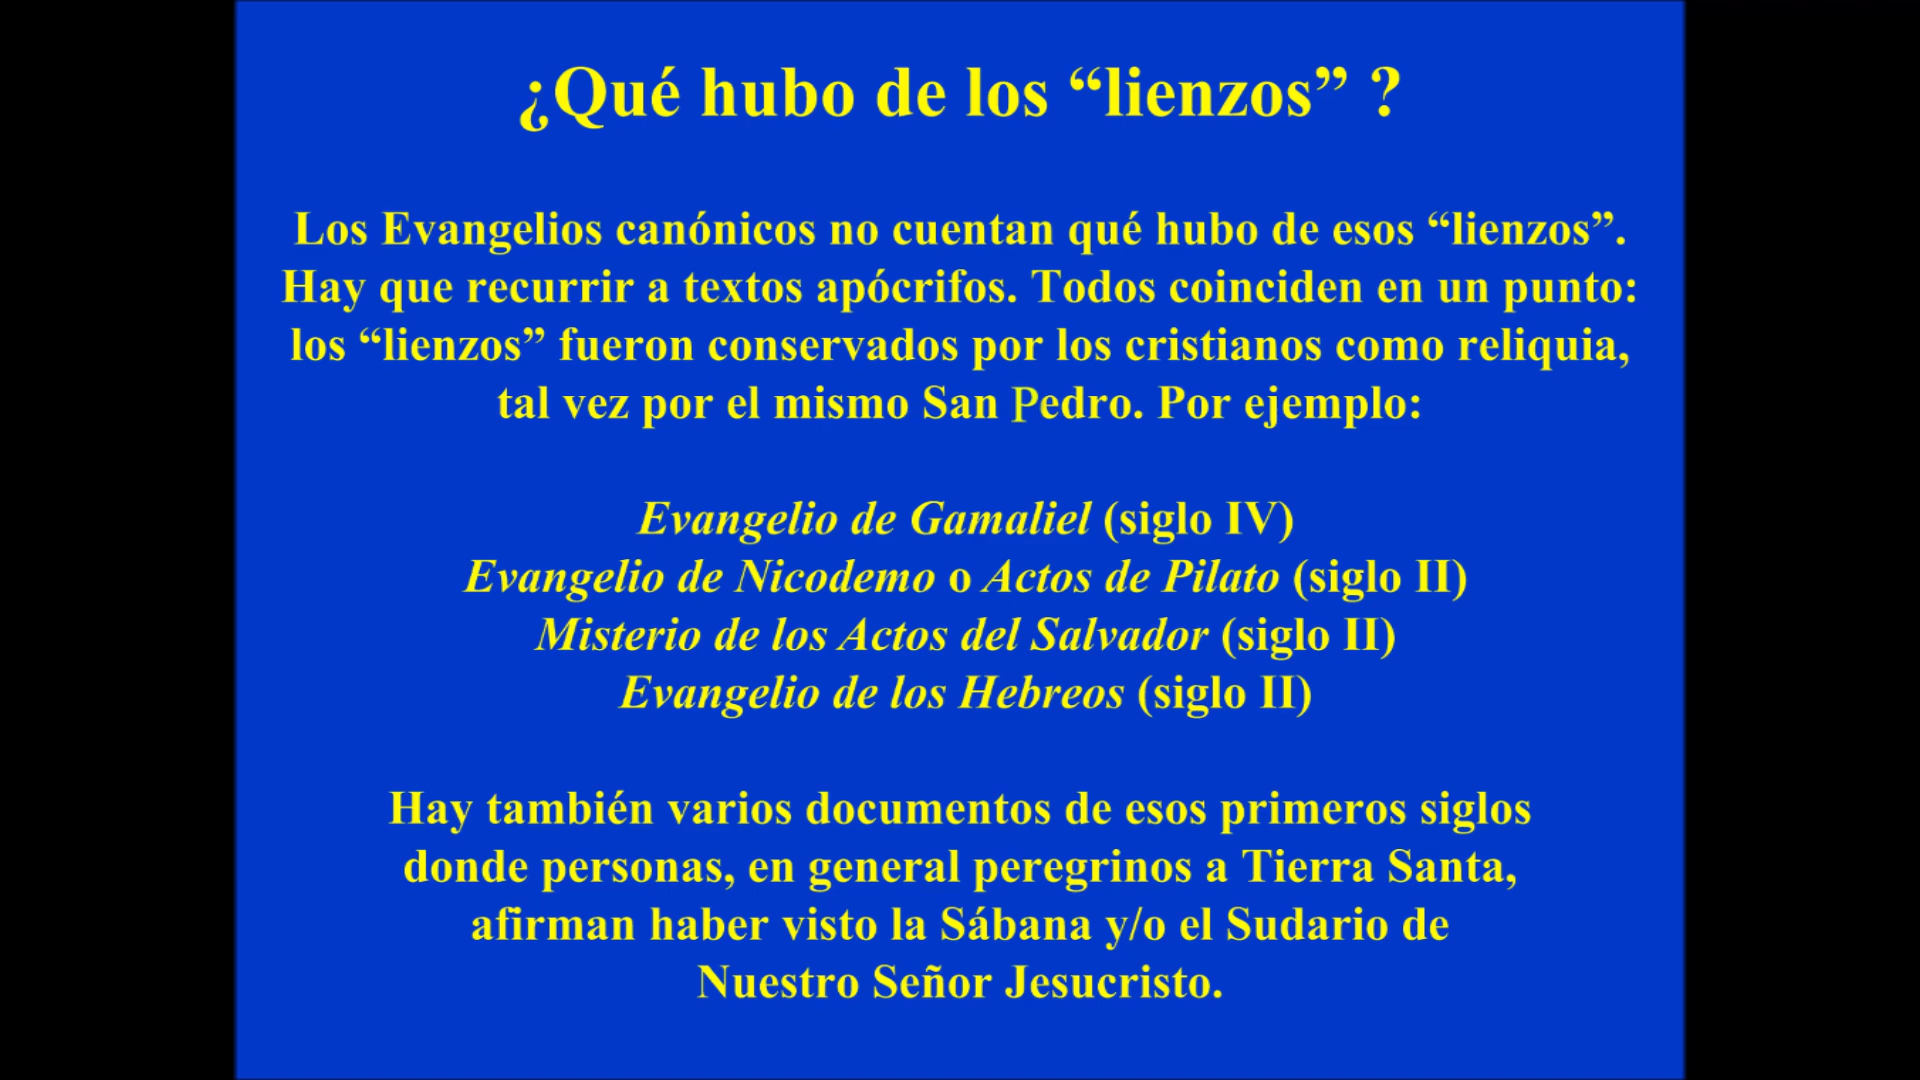 ¿Qué hubo de los “lienzos” ?
Los Evangelios canónicos no cuentan qué hubo de esos “lienzos”.
Hay que recurrir a textos apócrifos. Todos coinciden en un punto:
los “lienzos” fueron conservados por los cristianos como reliquia,
tal vez por el mismo San Pedro. Por ejemplo:
Evangelio de Gamaliel (siglo IV)
Evangelio de Nicodemo o Actos de Pilato (siglo II)
Misterio de los Actos del Salvador (siglo II)
Evangelio de los Hebreos (siglo II)
Hay también varios documentos de esos primeros siglos
donde personas, en general peregrinos a Tierra Santa,
afirman haber visto la Sábana y/o el Sudario de
Nuestro Señor Jesucristo.